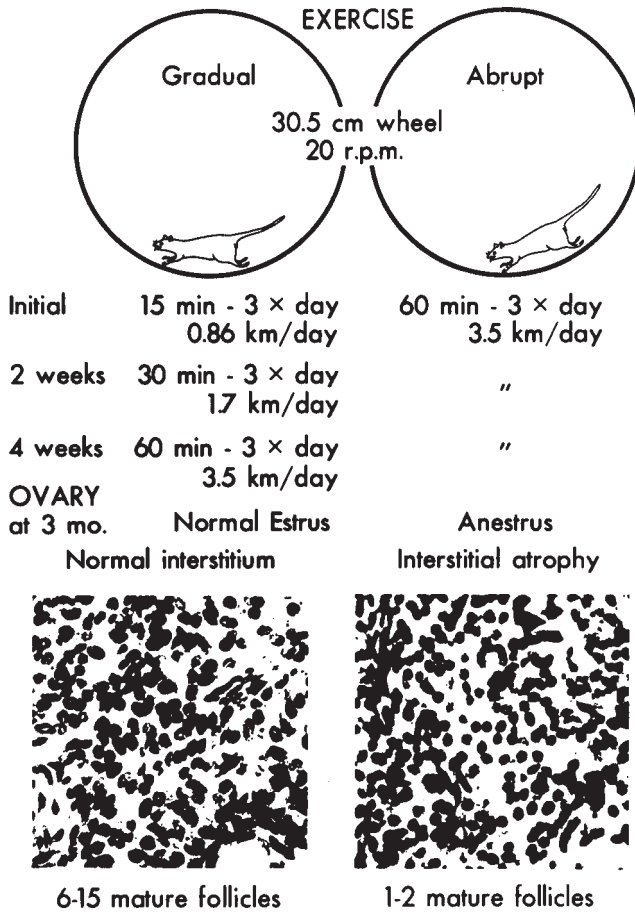 EXERCISE
Gradual Abrupt
30.5 cm wheel
20 r.p.m.
Initial 15 min - 3 × day 60 min - 3 × day
0.86 km/day 3.5 km/day
2 weeks 30 min - 3 × day "
1.7 km/day
4 weeks 60 min - 3 × day "
3.5 km/day
OVARY
at 3 mo. Normal Estrus Anestrus
Normal interstitium Interstitial atrophy
6-15 mature follicles 1-2 mature follicles